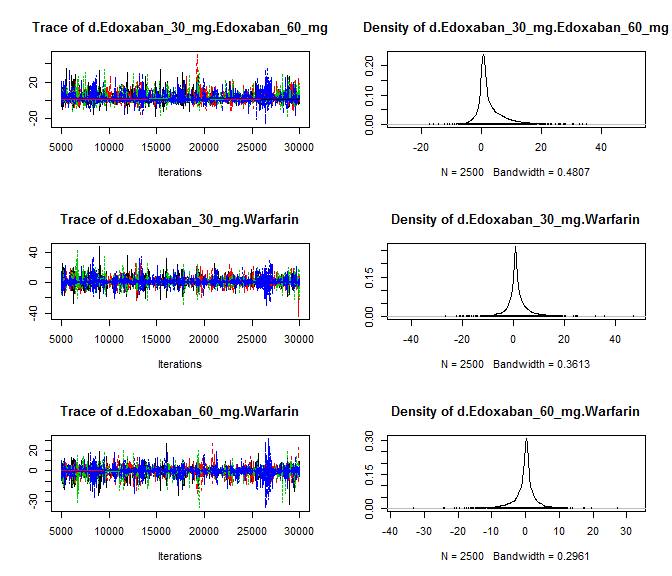 Trace of d.Edoxaban_30_mg.Edoxaban_60_mg
Density of d.Edoxaban_30_mg.Edoxaban_60_mg
20
-20
5000 10000 15000 20000 25000 30000
Iterations
0.20
0.10
0.00
-20 0 20 40
N = 2500 Bandwidth = 0.4807
Trace of d.Edoxaban_30_mg.Warfarin
Density of d.Edoxaban_30_mg.Warfarin
40
0
-40
5000 10000 15000 20000 25000 30000
Iterations
0.15
0.00
-40 -20 0 20 40
N = 2500 Bandwidth = 0.3613
Trace of d.Edoxaban_60_mg.Warfarin
Density of d.Edoxaban_60_mg.Warfarin
20
0
-30
5000 10000 15000 20000 25000 30000
Iterations
0.30
0.15
0.00
-40 -30 -20 -10 0 10 20 30
N = 2500 Bandwidth = 0.2961